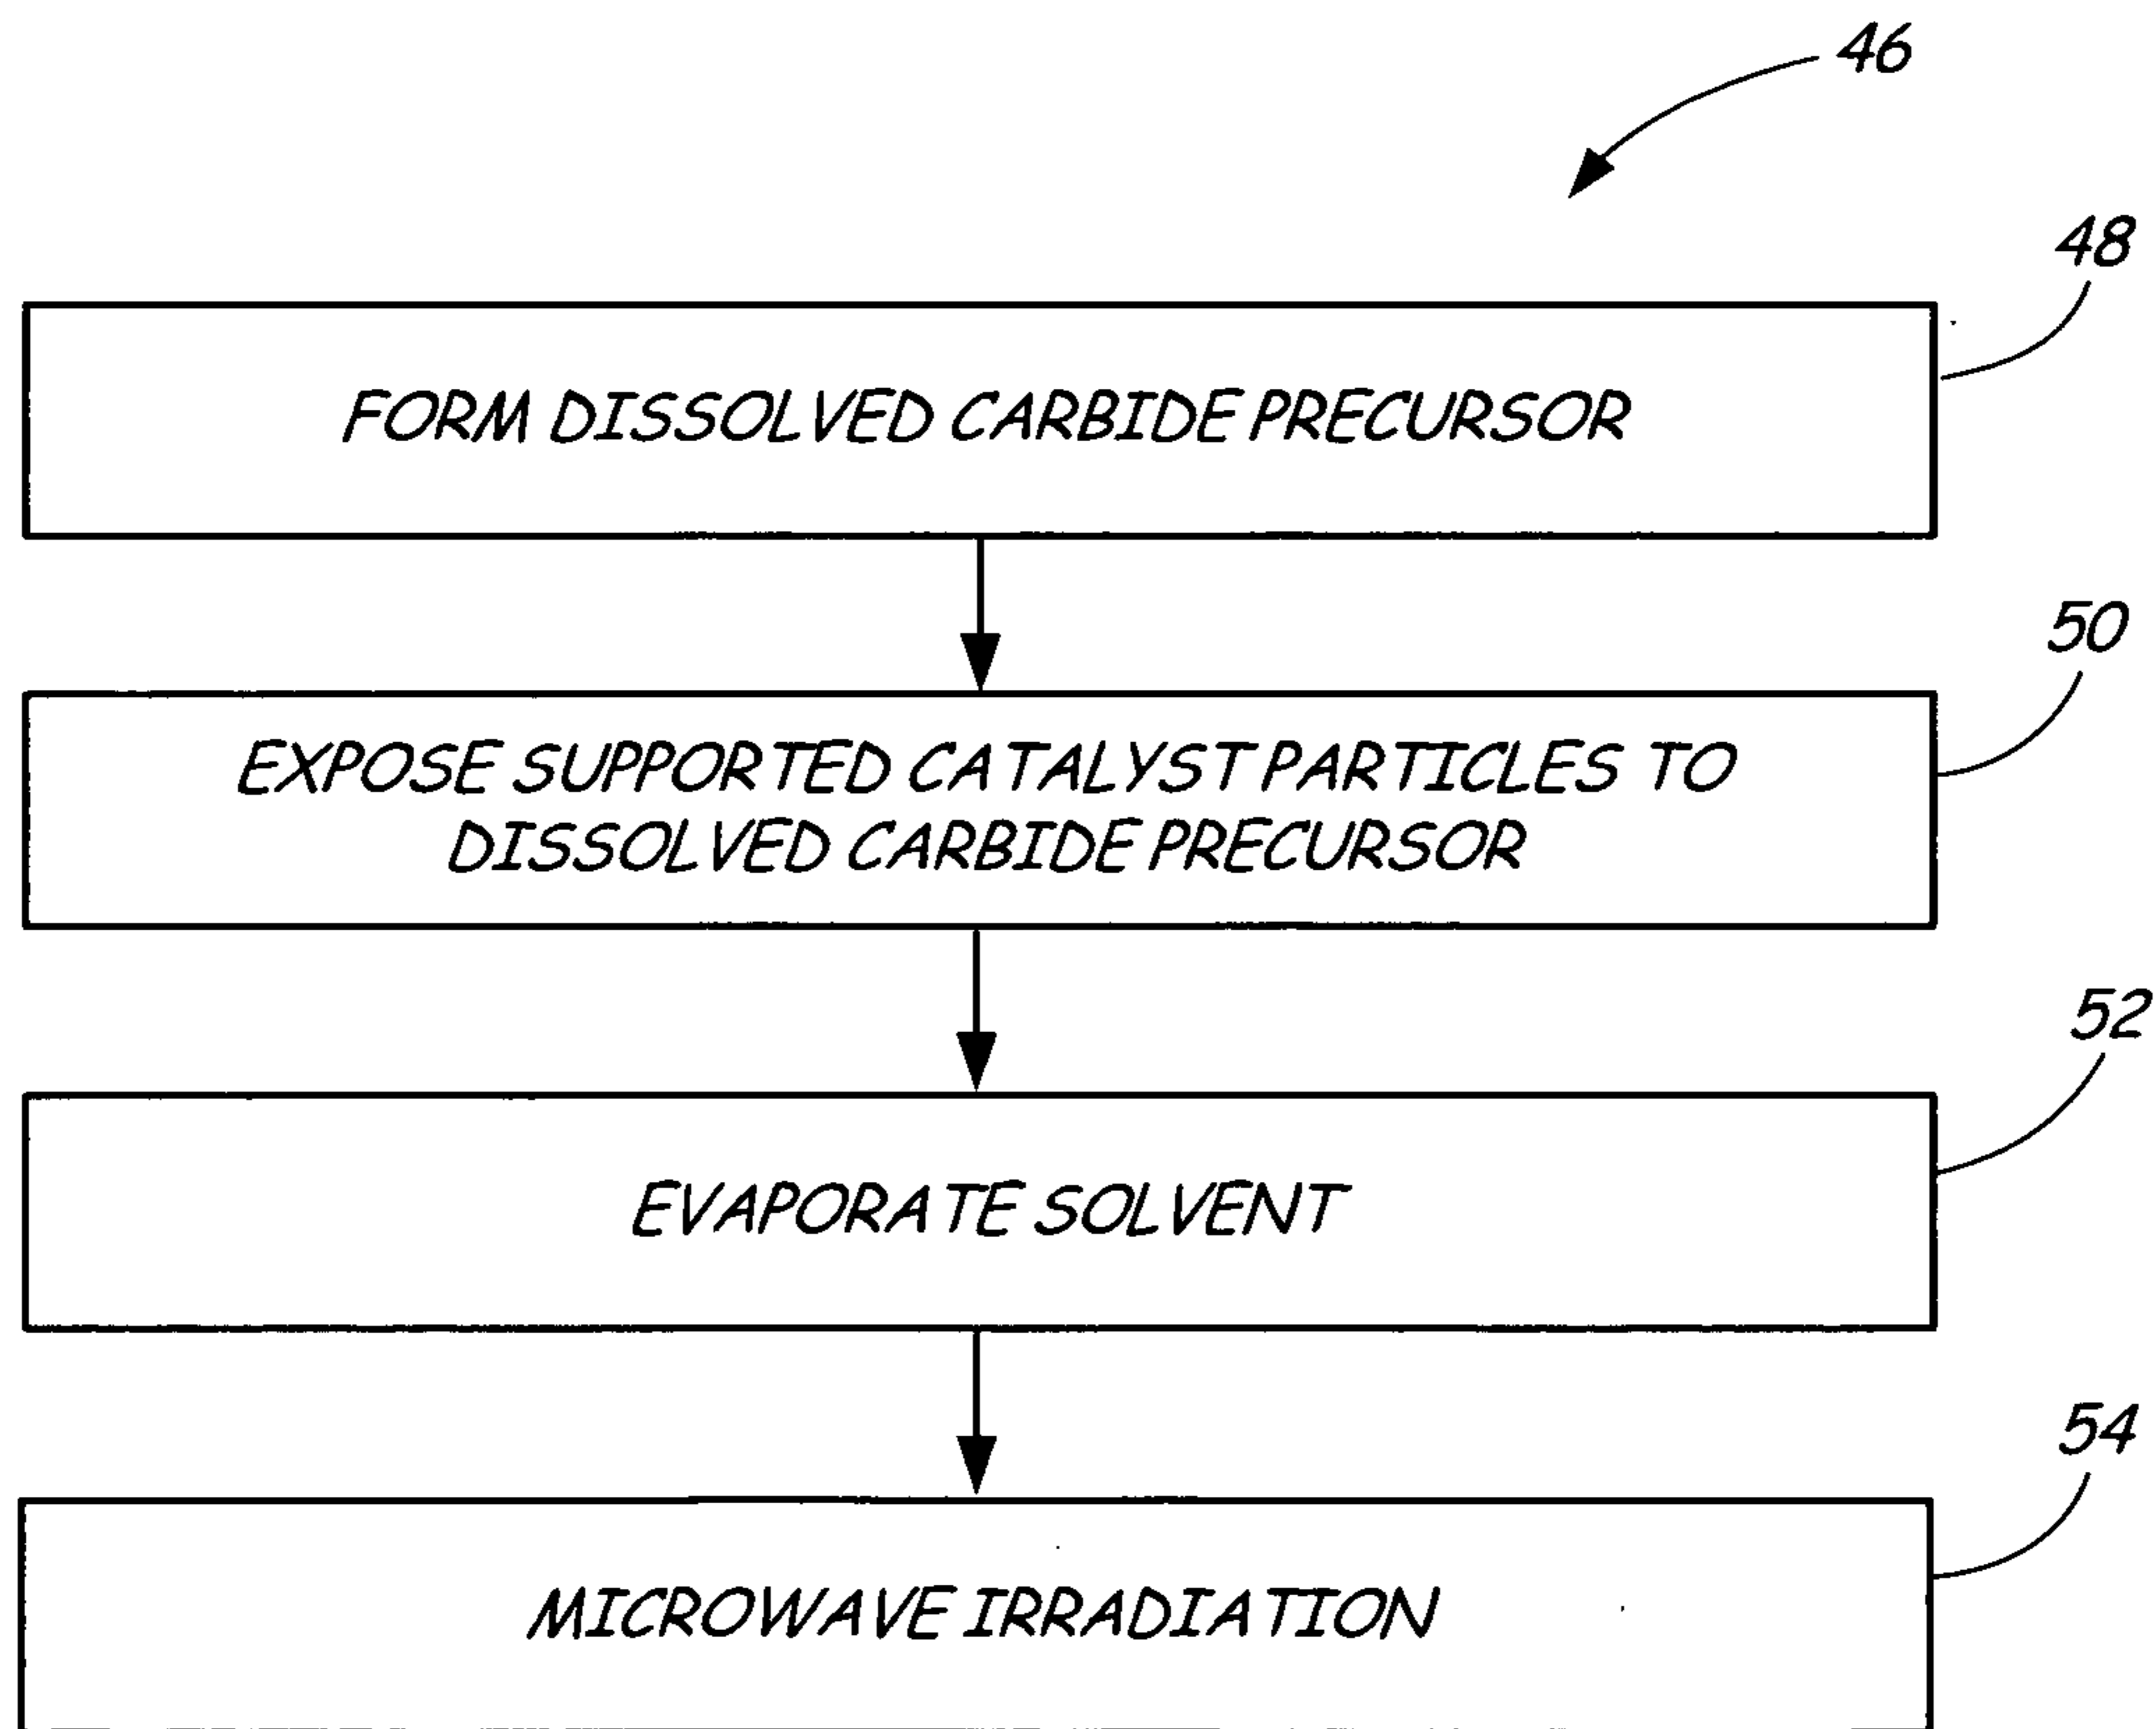 46
48
FORM DISSOLVED CARBIDE PRECURSOR
50
EXPOSE SUPPORTED CATALYST PARTICLES TO
DISSOLVED CARBIDE PRECURSOR
52
EVAPORATE SOLVENT
54
MICROWAVE IRRADIATION